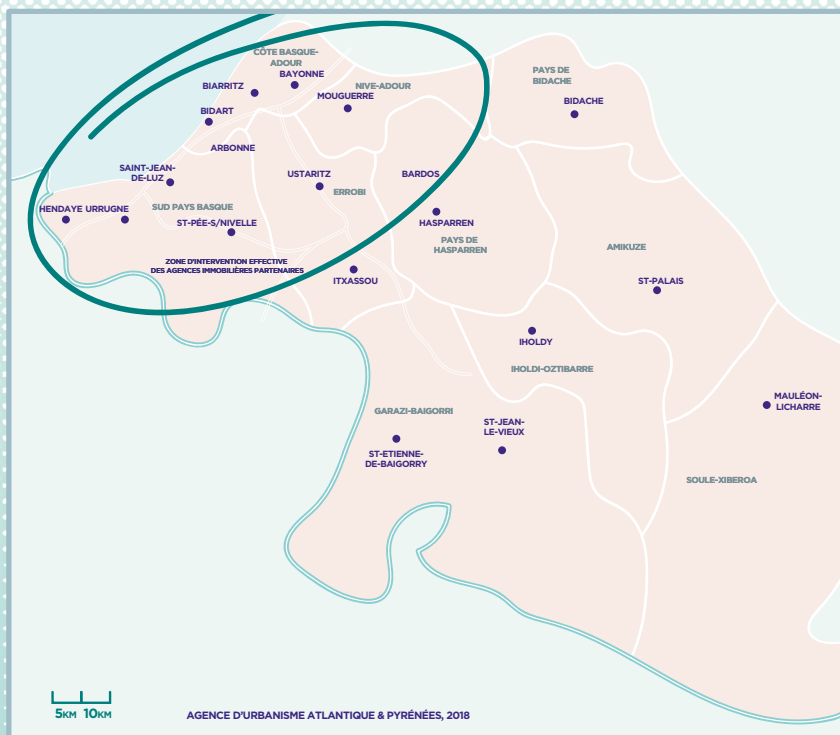 CÔTE BASQUE-
ADOUR
BAYONNE
PAYS DE
BIDACHE
BIARRITZ
NIVE-ADOUR
MOUGUERRE
BIDACHE
BIDART
ARBONNE
SAINT-JEAN-
DE-LUZ
USTARITZ
BARDOS
ERROBI
HENDAYE URRUGNE
SUD PAYS BASQUE
ST-PÉE-S/NIVELLE
HASPARREN
PAYS DE
HASPARREN
AMIKUZE
ZONE D'INTERVENTION EFFECTIVE
DES AGENCES IMMOBILIÈRES PARTENAIRES
ITXASSOU
ST-PALAIS
IHOLDY
IHOLDI-OZTIBARRE
MAULÉON-
LICHARRE
GARAZI-BAIGORRI
ST-JEAN-
LE-VIEUX
ST-ETIENNE-
DE-BAIGORRY
SOULE-XIBEROA
5KM 10KM
AGENCE D'URBANISME ATLANTIQUE & PYRÉNÉES, 2018